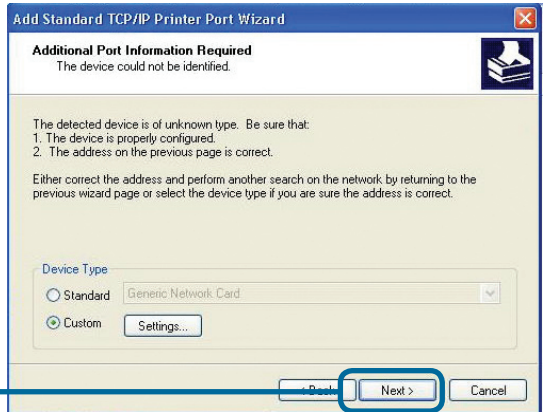 Add Standard TCP/IP Printer Port Wizard
Additional Port Information Required
The device could not be identified.
The detected device is of unknown type. Be sure that:
1. The device is properly configured.
2. The address on the previous page is correct.
Either correct the address and perform another search on the network by returning to the
previous wizard page or select the device type if you are sure the address is correct.
Device Type
Standard Generic Network Card
Custom Settings...
< Back Next > Cancel